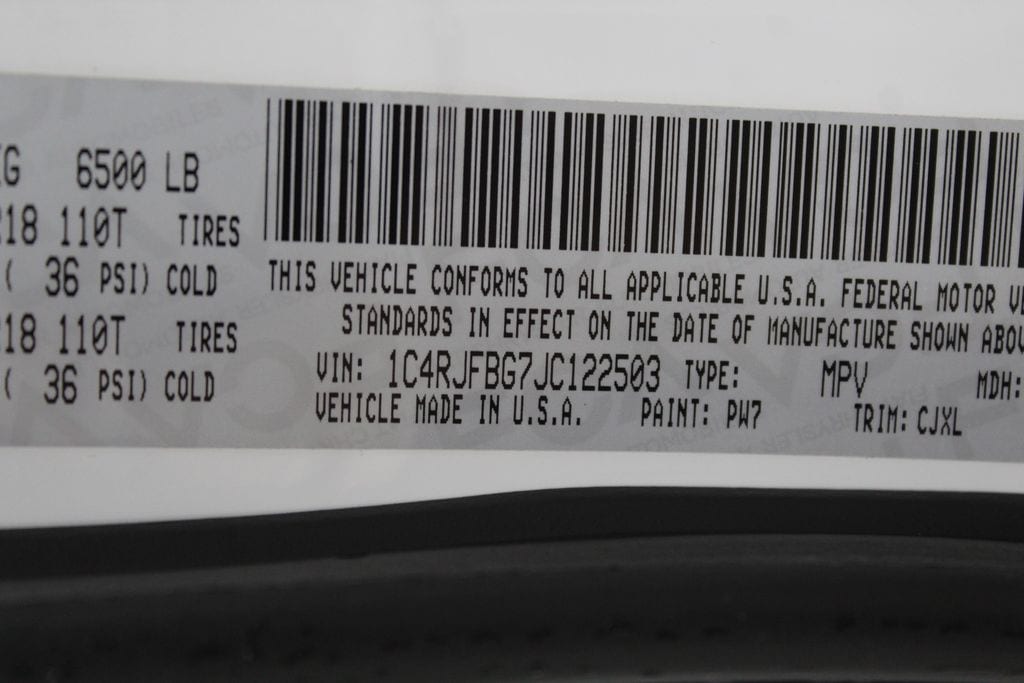 6500 LB
18 110T TIRES
( 36 PSI) COLD
18 110T TIRES
( 36 PSI) COLD
THIS VEHICLE CONFORMS TO ALL APPLICABLE U.S.A. FEDERAL MOTOR
STANDARDS IN EFFECT ON THE DATE OF MANUFACTURE SHOWN
VIN: 1C4RJFBG7JC122503 TYPE: MPV MDH:
VEHICLE MADE IN U.S.A. PAINT: PW7 TRIM: CJXL